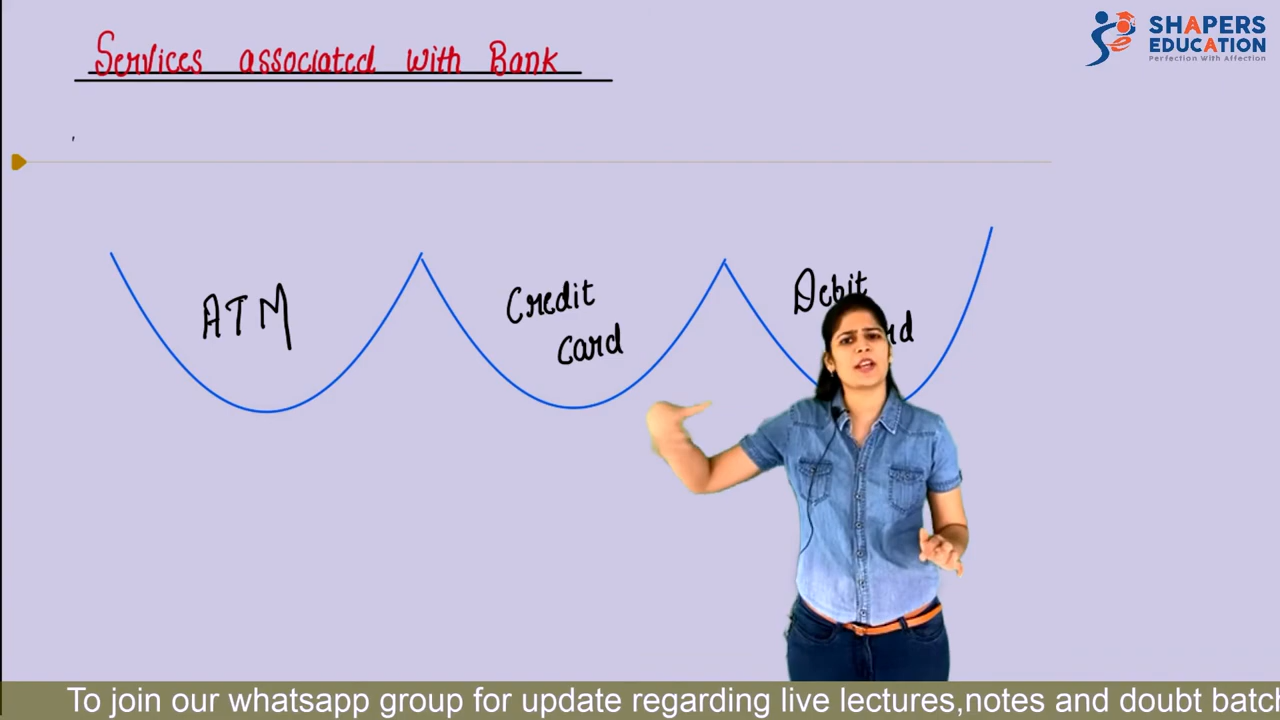 SHAPERS
EDUCATION
Perfection With Affection
Services associated with Bank
ATM
Credit
Card
Debit
To join our whatsapp group for update regarding live lectures,notes and doubt